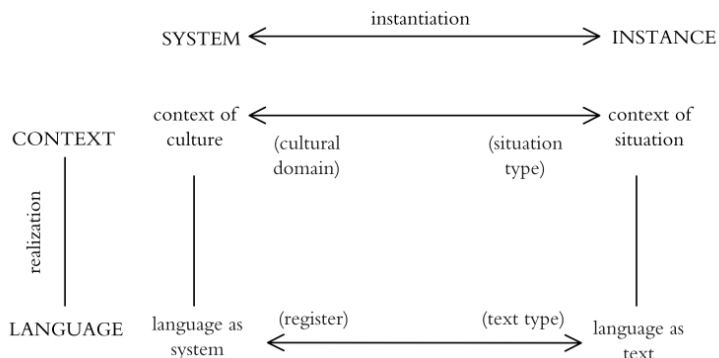 instantiation
SYSTEM
INSTANCE
CONTEXT
context of
culture
(cultural
domain)
(situation
type)
context of
situation
realization
LANGUAGE
language as
system
(register)
(text type)
language as
text